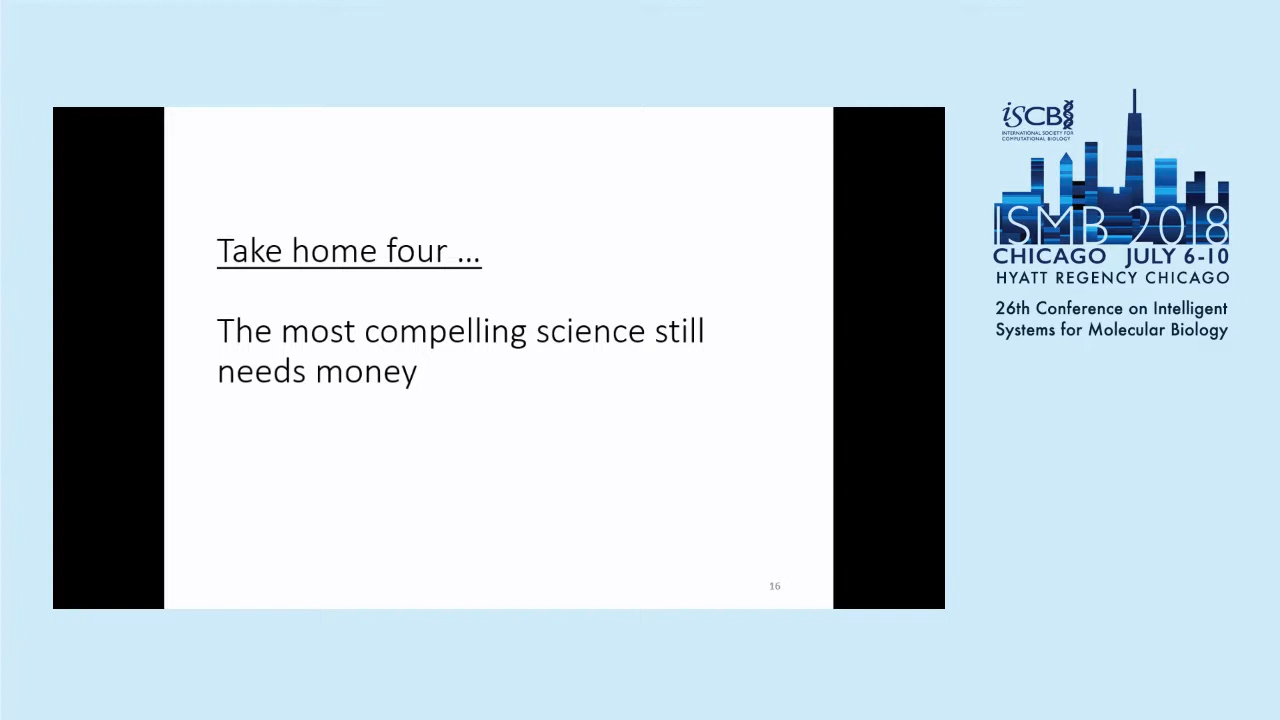 Take home four ...
The most compelling science still
needs money
16
iSCB
INTERNATIONAL SOCIETY FOR
COMPUTATIONAL BIOLOGY
ISMB 2018
CHICAGO JULY 6-10
HYATT REGENCY CHICAGO
26th Conference on Intelligent
Systems for Molecular Biology